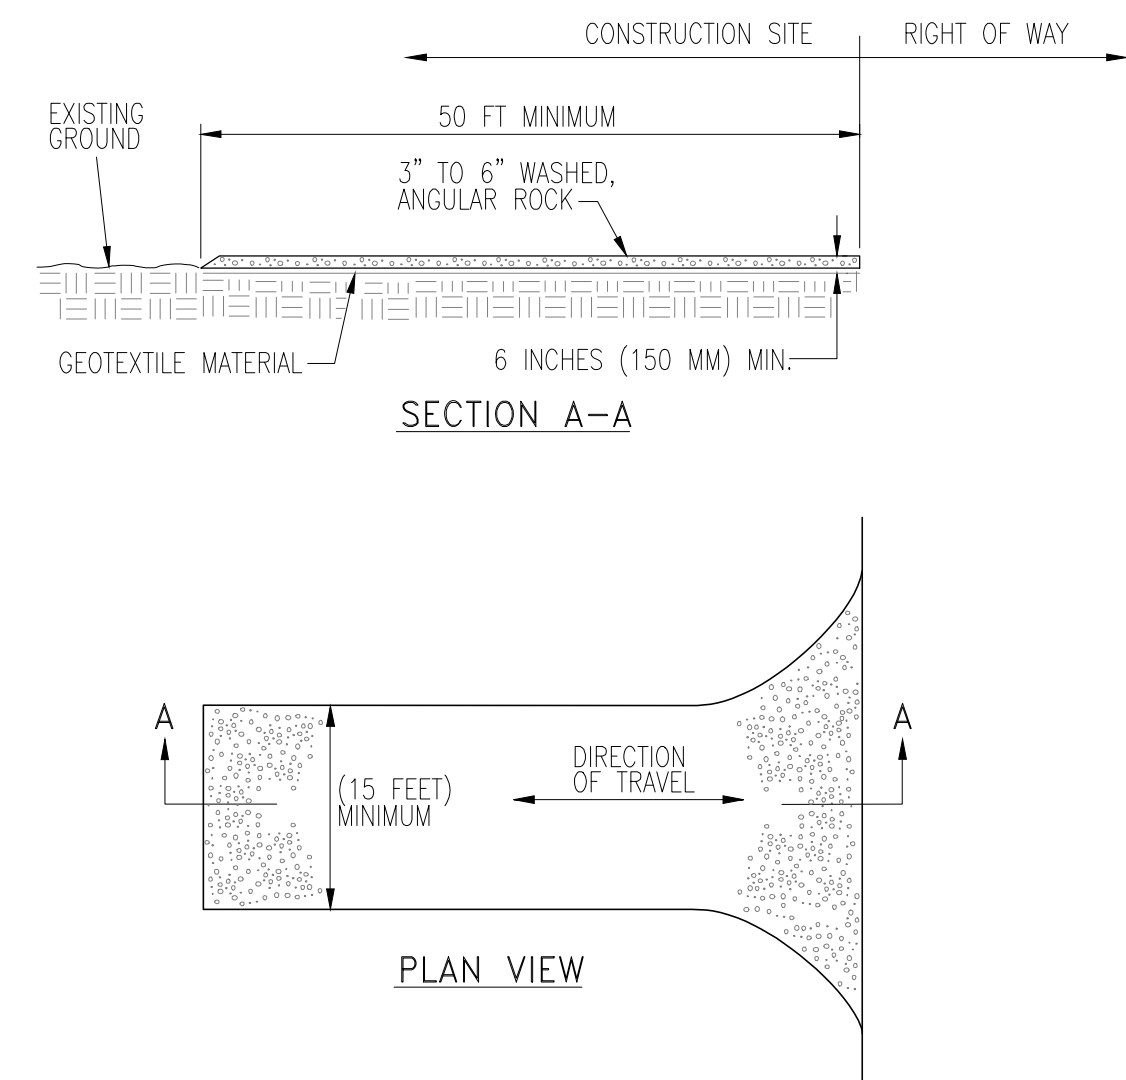 CONSTRUCTION SITE
RIGHT OF WAY
EXISTING
GROUND
50 FT MINIMUM
3” TO 6” WASHED,
ANGULAR ROCK
GEOTEXTILE MATERIAL
6 INCHES (150 MM) MIN.
SECTION A-A
A
A
DIRECTION
OF TRAVEL
(15 FEET)
MINIMUM
PLAN VIEW